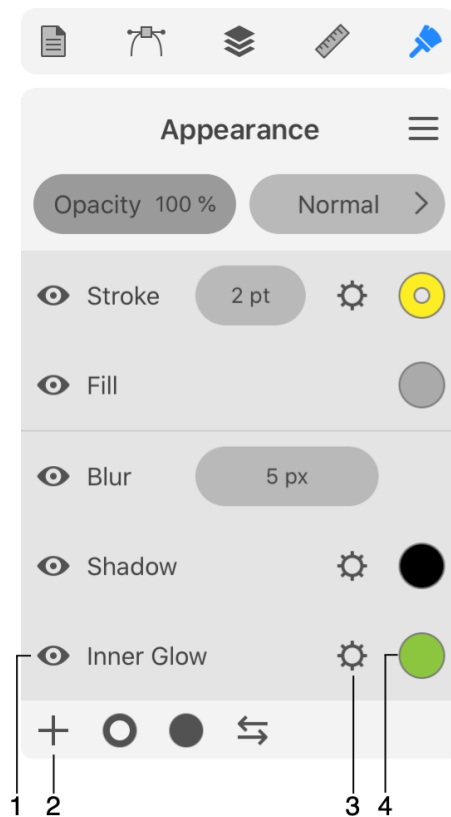 Appearance
Opacity 100 % Normal
Stroke 2 pt
Fill
Blur 5 px
Shadow
Inner Glow
1 2 3 4